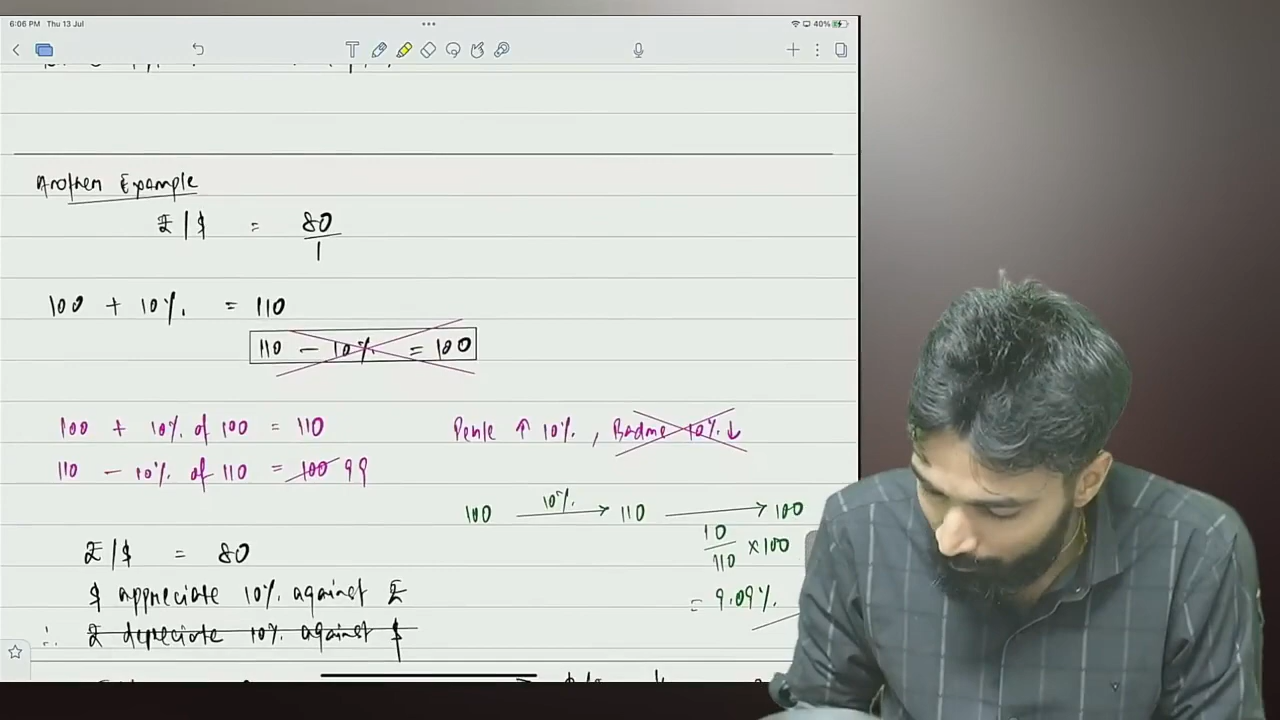 6:06 PM Thu 13 Jul
40%
Another Example
₹ | $ = 80
1
100 + 10% = 110
110 – 10% = 100
100 + 10% of 100 = 110
110 – 10% of 110 = 100 99
Penle ↑ 10%, Badme 10% ↓
100 10% → 110 → 100
10
110 × 100
= 9.09%
₹ | $ = 80
$ appreciate 10% against ₹
∴ ₹ depreciate 10% against $